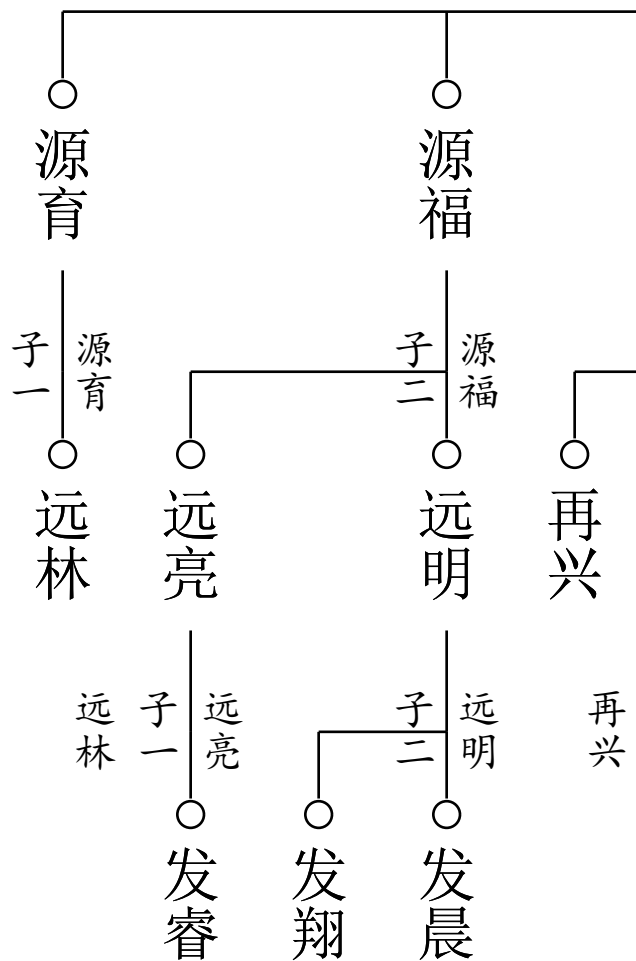 源福
源育
源福
子二
源育
子一
再兴
远明
远亮
远林
再兴
远明
子二
远亮
子一
远林
发晨
发翔
发睿